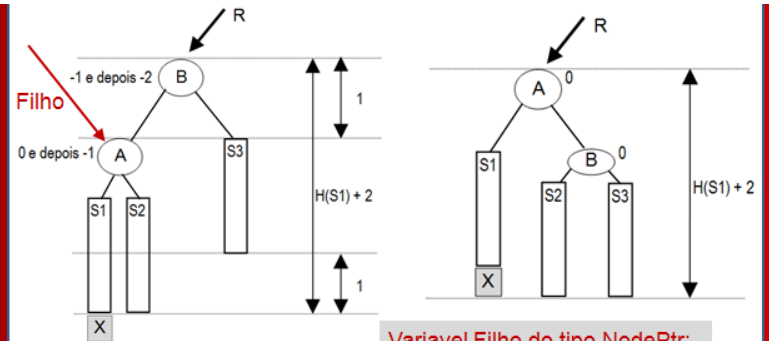 R
-1 e depois -2
B
1
Filho
0 e depois -1
A
S3
S1
S2
H(S1) + 2
1
X
R
A
0
S1
B
0
S2
S3
H(S1) + 2
X
Variavel Filho do tipo NodePtr;